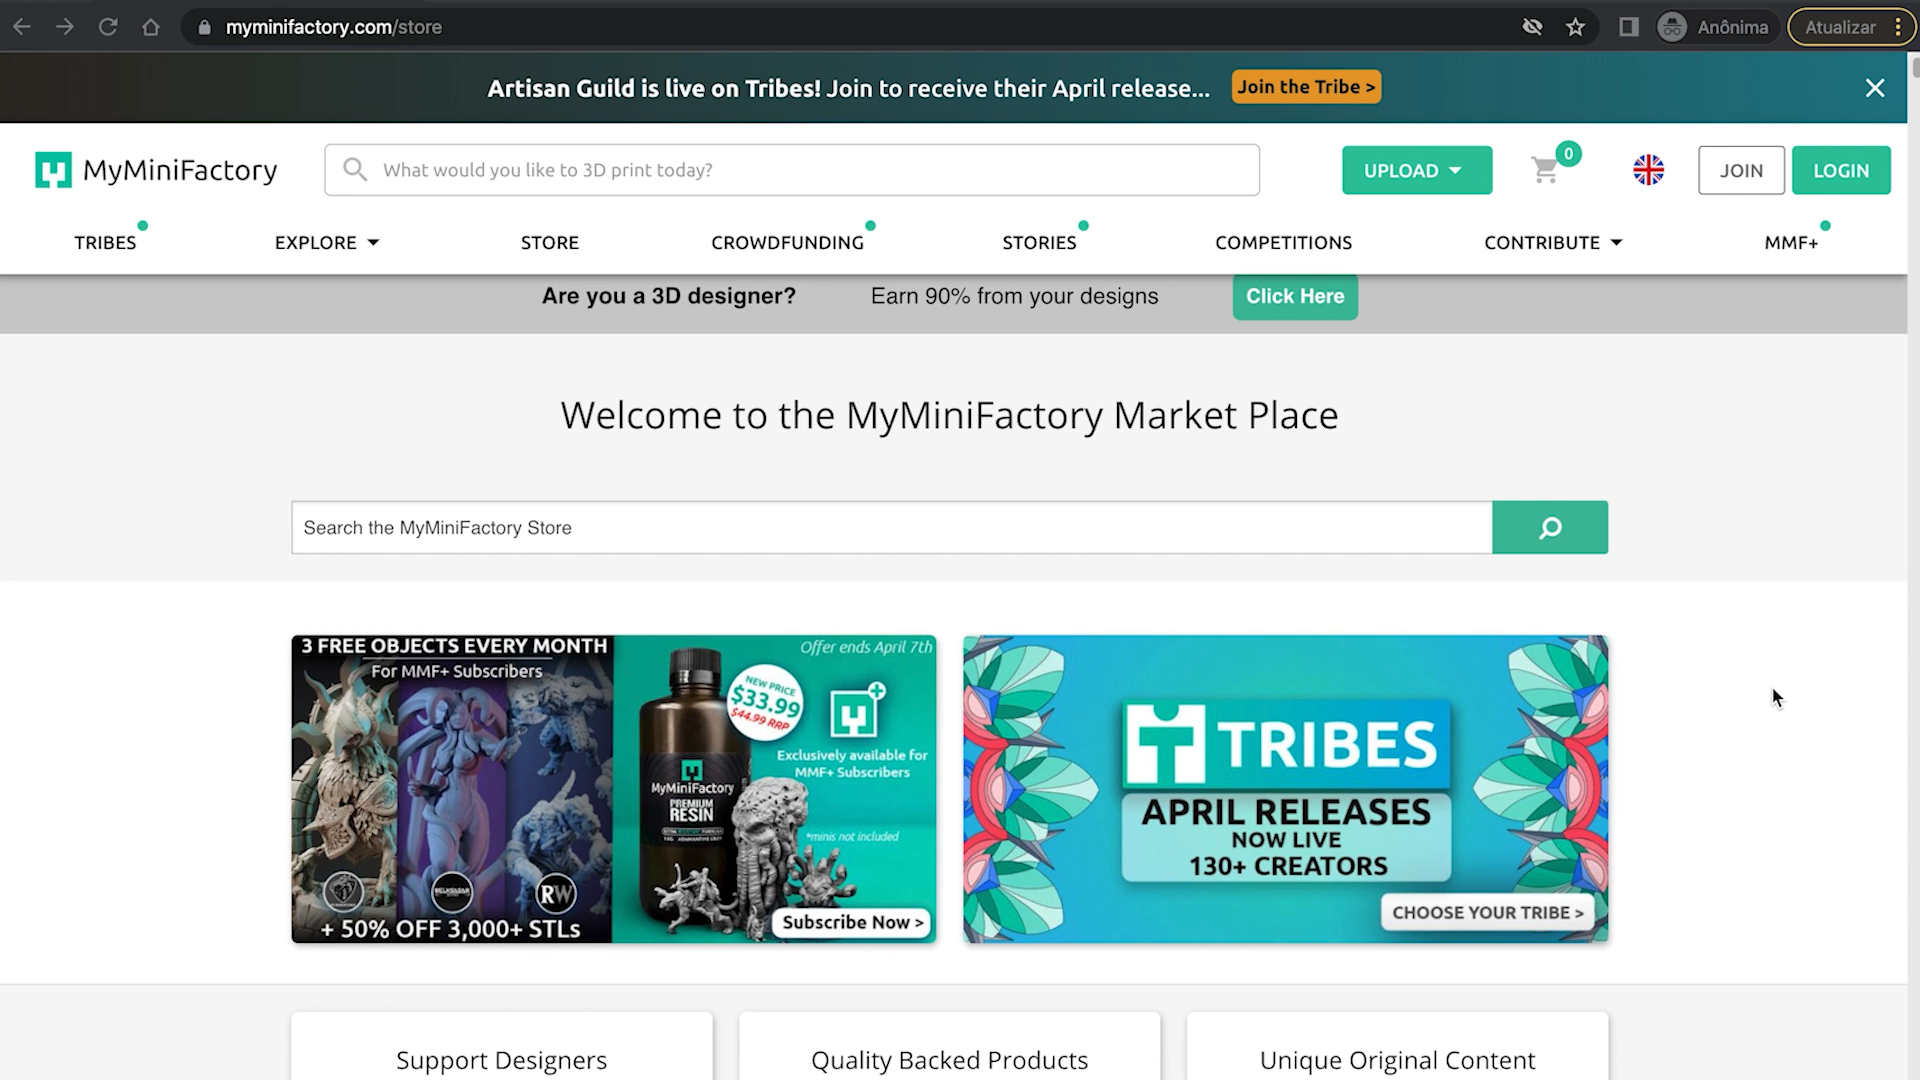 myminifactory.com/store
Anônima
Atualizar
Artisan Guild is live on Tribes! Join to receive their April release...
Join the Tribe >
MyMiniFactory
What would you like to 3D print today?
UPLOAD
0
JOIN
LOGIN
TRIBES
EXPLORE
STORE
CROWDFUNDING
STORIES
COMPETITIONS
CONTRIBUTE
MMF+
Are you a 3D designer?
Earn 90% from your designs
Click Here
Welcome to the MyMiniFactory Market Place
Search the MyMiniFactory Store
3 FREE OBJECTS EVERY MONTH
For MMF+ Subscribers
RW
+ 50% OFF 3,000+ STLs
Offer ends April 7th
NEW PRICE
$33.99
$44.99 RRP
Exclusively available for
MMF+ Subscribers
MyMiniFactory
PREMIUM
RESIN
*minis not included
Subscribe Now >
TRIBES
APRIL RELEASES
NOW LIVE
130+ CREATORS
CHOOSE YOUR TRIBE >
Support Designers
Quality Backed Products
Unique Original Content